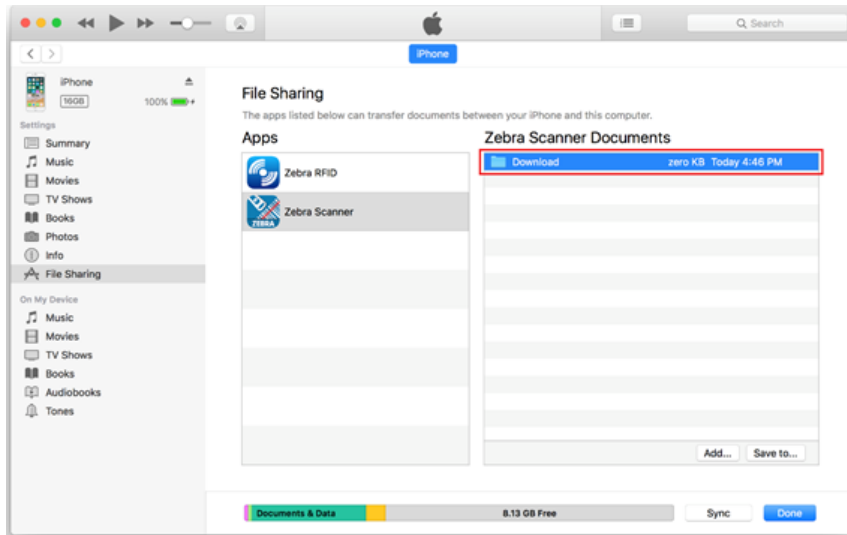 Search
iPhone
iPhone
16GB 100%
Settings
Summary
Music
Movies
TV Shows
Books
Photos
Info
File Sharing
On My Device
Music
Movies
TV Shows
Books
Audiobooks
Tones
File Sharing
The apps listed below can transfer documents between your iPhone and this computer.
Apps
Zebra RFID
ZEBRA
Zebra Scanner
Zebra Scanner Documents
Download zero KB Today 4:46 PM
Add... Save to...
Documents & Data 8.13 GB Free Sync Done